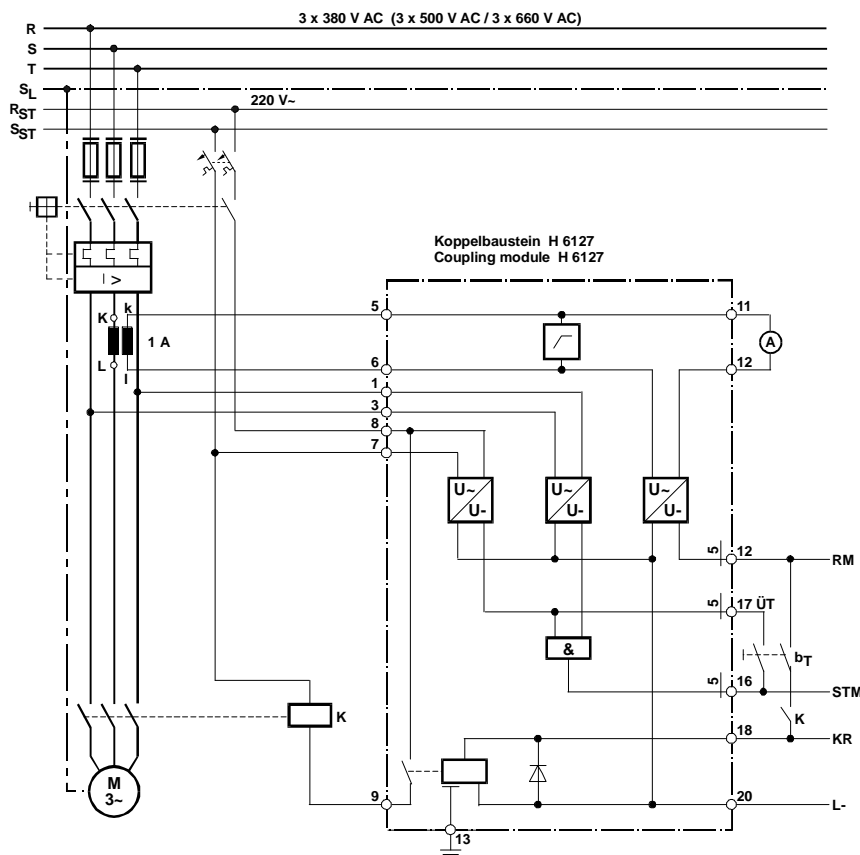 3 x 380 V AC (3 x 500 V AC / 3 x 660 V AC)
R
S
T
SL
220 V~
RST
SST
Koppelbaustein H 6127
Coupling module H 6127
I >
K
k
5
11
1 A
A
L
l
6
12
1
3
8
7
U~
U-
U~
U-
U~
U-
5
12
RM
5
17 ÜT
&
bT
5
16
STM
K
K
18
KR
M
3~
9
20
L-
13